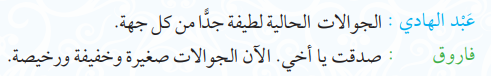 عَبْد الهادي : الجوالات الحالية لطيفة جدًّا من كل جهة.
فاروق : صدقت يا أخي. الآن الجوالات صغيرة وخفيفة ورخيصة.